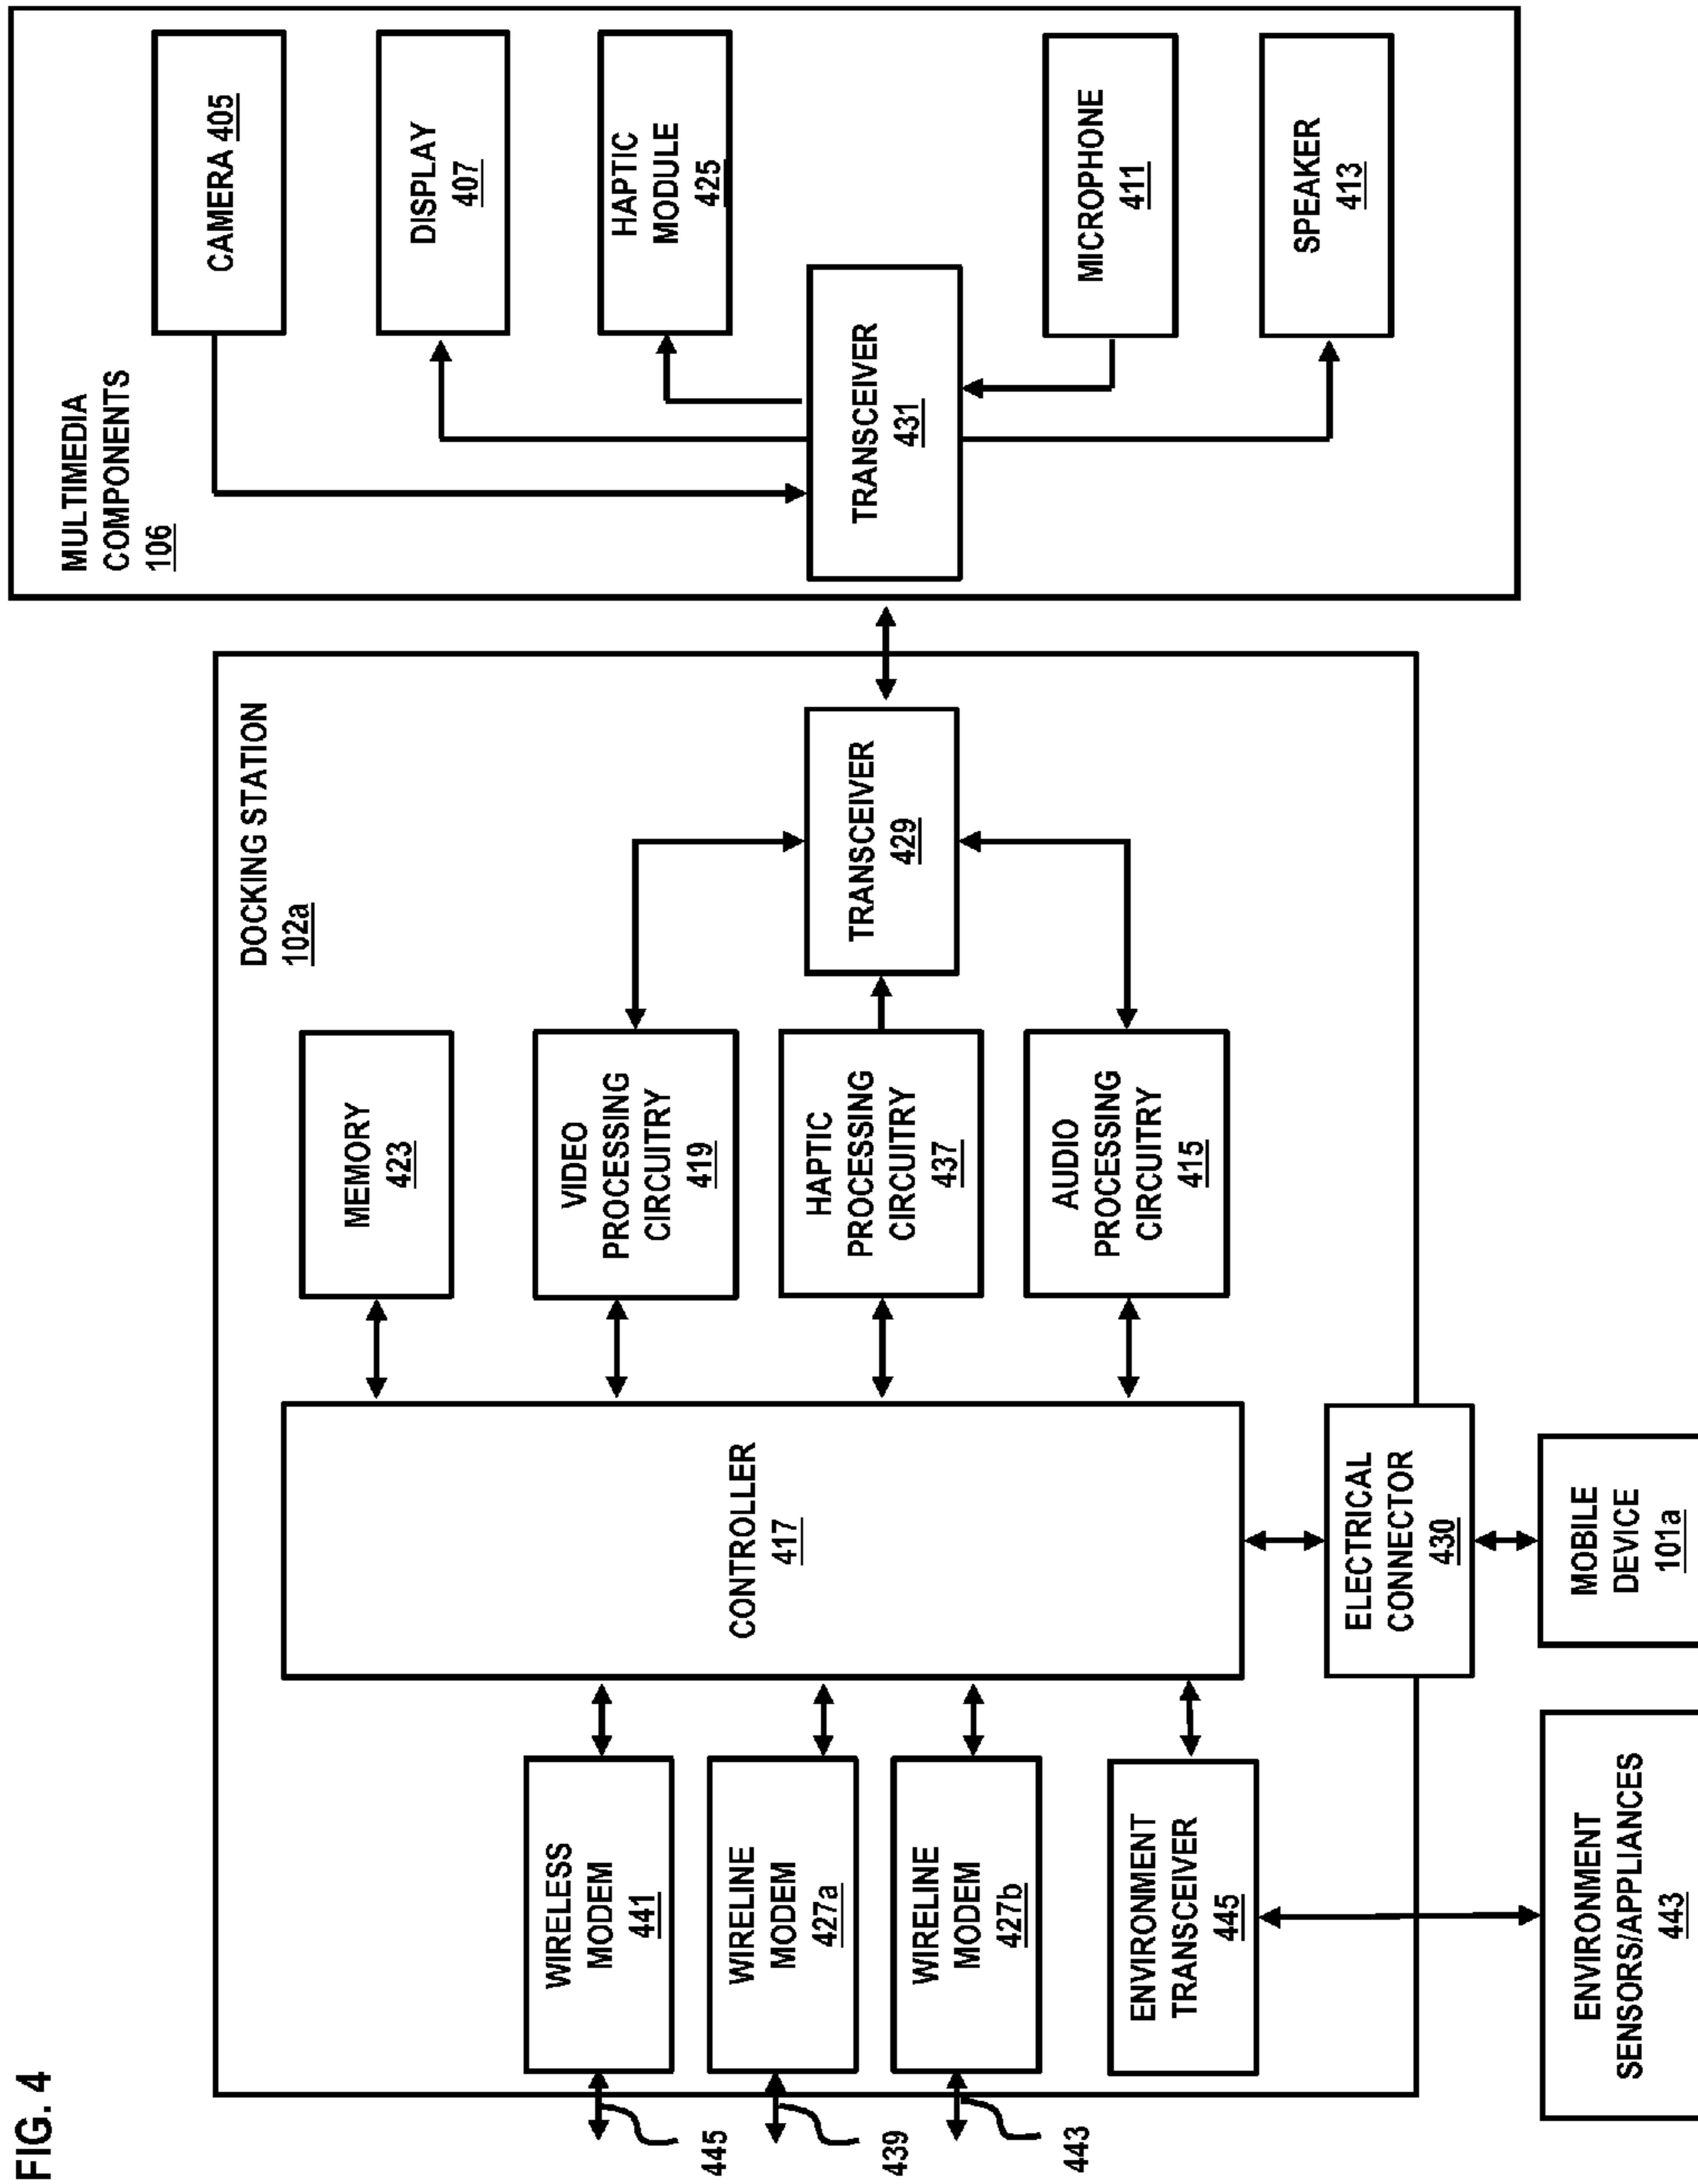 FIG. 4
DOCKING STATION
102a
WIRELESS
MODEM
441
WIRELINE
MODEM
427a
WIRELINE
MODEM
427b
ENVIRONMENT
TRANSCEIVER
445
445
439
443
CONTROLLER
417
MEMORY
423
VIDEO
PROCESSING
CIRCUITRY
419
HAPTIC
PROCESSING
CIRCUITRY
437
AUDIO
PROCESSING
CIRCUITRY
415
TRANSCEIVER
429
ELECTRICAL
CONNECTOR
430
ENVIRONMENT
SENSORS/APPLIANCES
443
MOBILE
DEVICE
101a
MULTIMEDIA
COMPONENTS
106
TRANSCEIVER
431
CAMERA 405
DISPLAY
407
HAPTIC
MODULE
425
MICROPHONE
411
SPEAKER
413